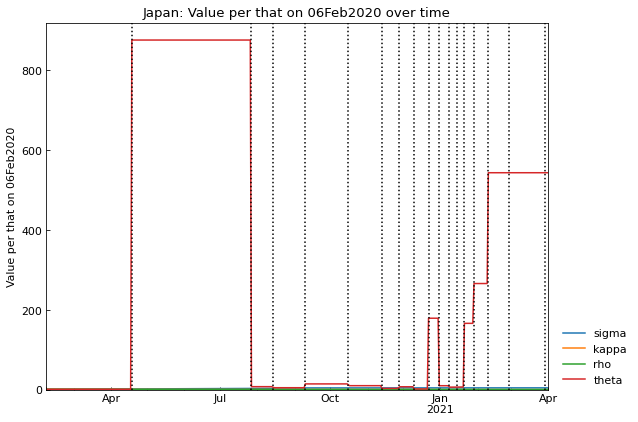 Japan: Value per that on 06Feb2020 over time
Value per that on 06Feb2020
800
600
400
200
0
Apr
Jul
Oct
Jan
2021
Apr
sigma
kappa
rho
theta